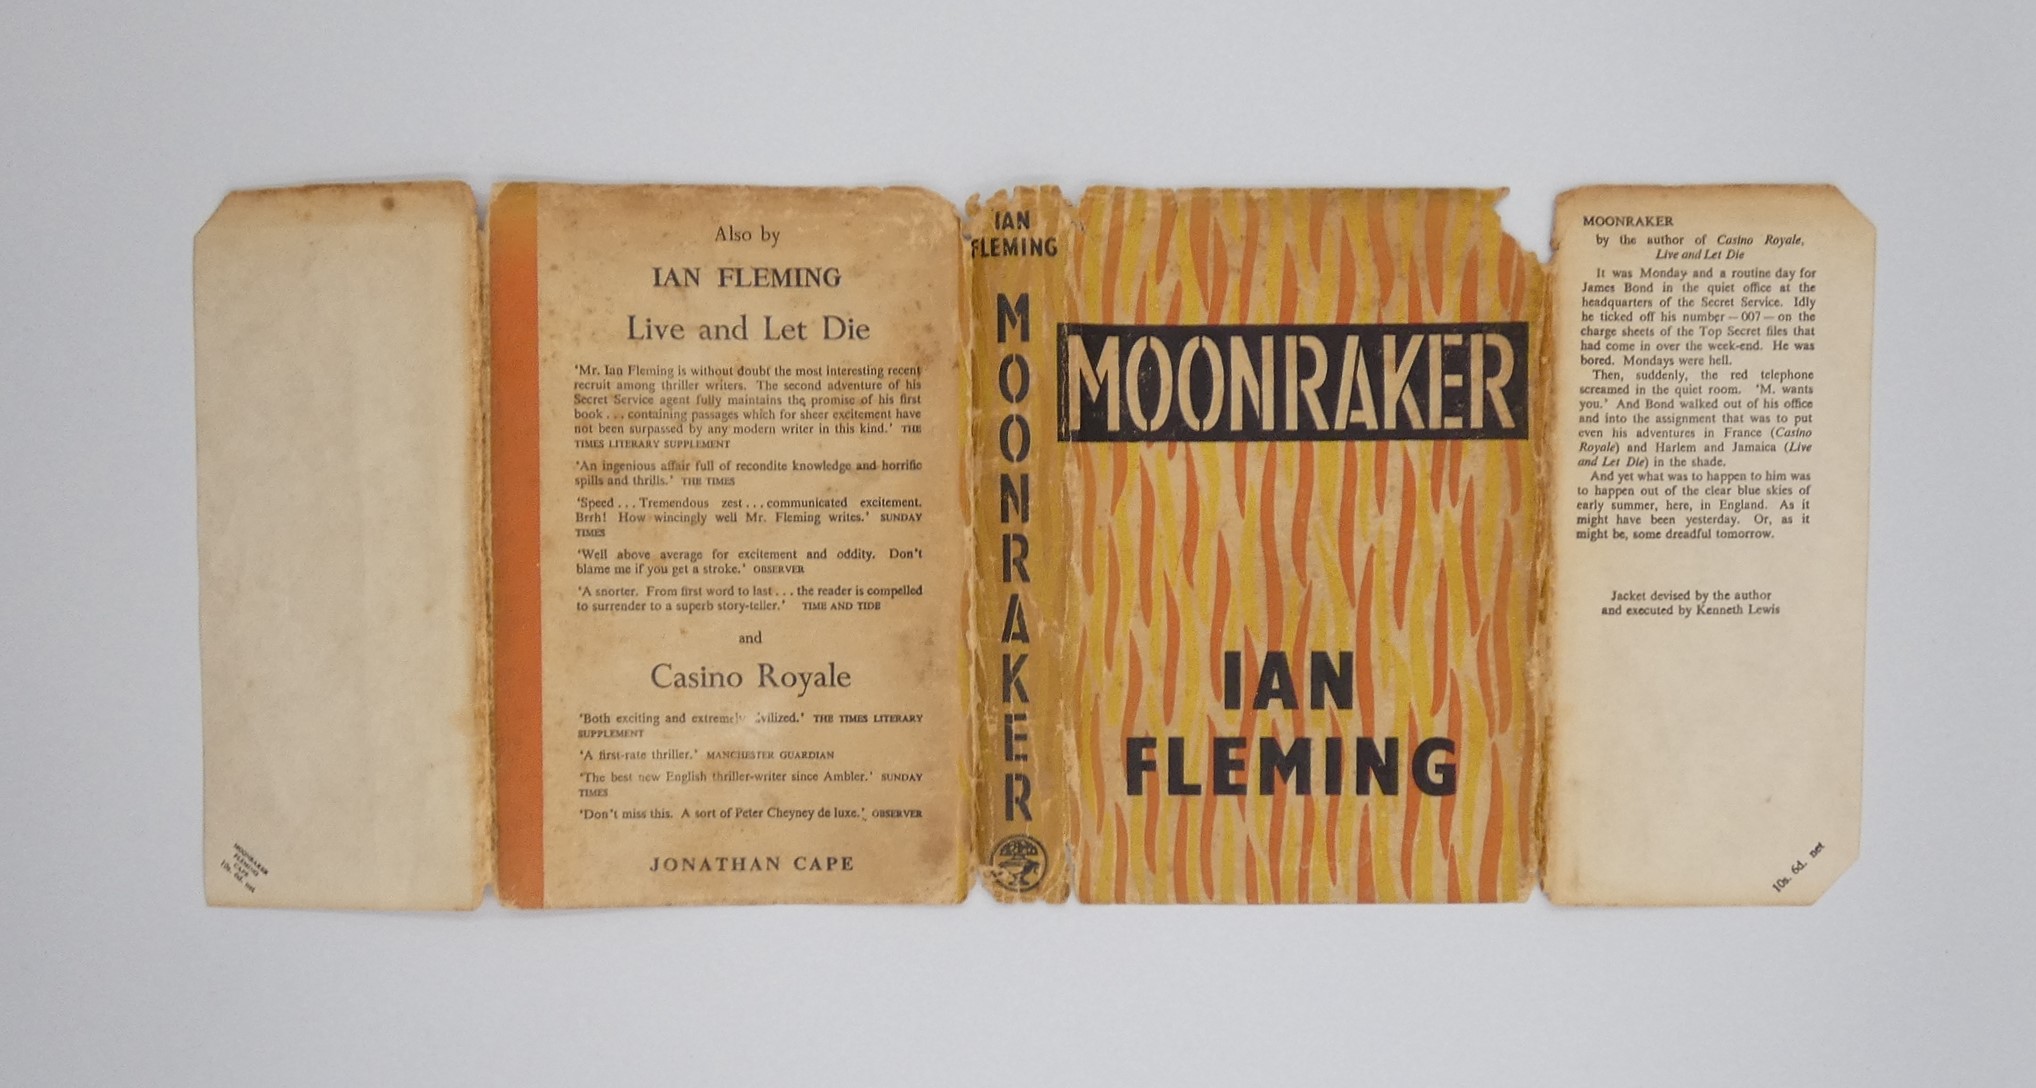 MOONRAKER
FLEMING
CAPE
10s. 6d. net
Also by
IAN FLEMING
Live and Let Die
'Mr. Ian Fleming is without doubt the most interesting recent
recruit among thriller writers. The second adventure of his
Secret Service agent fully maintains the promise of his first
book . . . containing passages which for sheer excitement have
not been surpassed by any modern writer in this kind.' THE
TIMES LITERARY SUPPLEMENT
'An ingenious affair full of recondite knowledge and horrific
spills and thrills.' THE TIMES
'Speed . . . Tremendous zest . . . communicated excitement.
Brrh! How wincingly well Mr. Fleming writes.' SUNDAY
TIMES
'Well above average for excitement and oddity. Don't
blame me if you get a stroke.' OBSERVER
'A snorter. From first word to last . . . the reader is compelled
to surrender to a superb story-teller.' TIME AND TIDE
and
Casino Royale
'Both exciting and extremely THE TIMES LITERARY
SUPPLEMENT
'A first-rate thriller.' MANCHESTER GUARDIAN
'The best new English thriller-writer since Ambler.' SUNDAY
TIMES
'Don't miss this. A sort of Peter Cheyney de luxe.' OBSERVER
JONATHAN CAPE
IAN
FLEMING
MOONRAKER
MOONRAKER
IAN
FLEMING
MOONRAKER
by the author of Casino Royale,
Live and Let Die
It was Monday and a routine day for
James Bond in the quiet office at the
headquarters of the Secret Service. Idly
he ticked off his number – 007 – on the
charge sheets of the Top Secret files that
had come in over the week-end. He was
bored. Mondays were hell.
Then, suddenly, the red telephone
screamed in the quiet room. 'M. wants
you.' And Bond walked out of his office
and into the assignment that was to put
even his adventures in France (Casino
Royale) and Harlem and Jamaica (Live
and Let Die) in the shade.
And yet what was to happen to him was
to happen out of the clear blue skies of
early summer, here, in England. As it
might have been yesterday. Or, as it
might be, some dreadful tomorrow.
Jacket devised by the author
and executed by Kenneth Lewis
10s. 6d. net